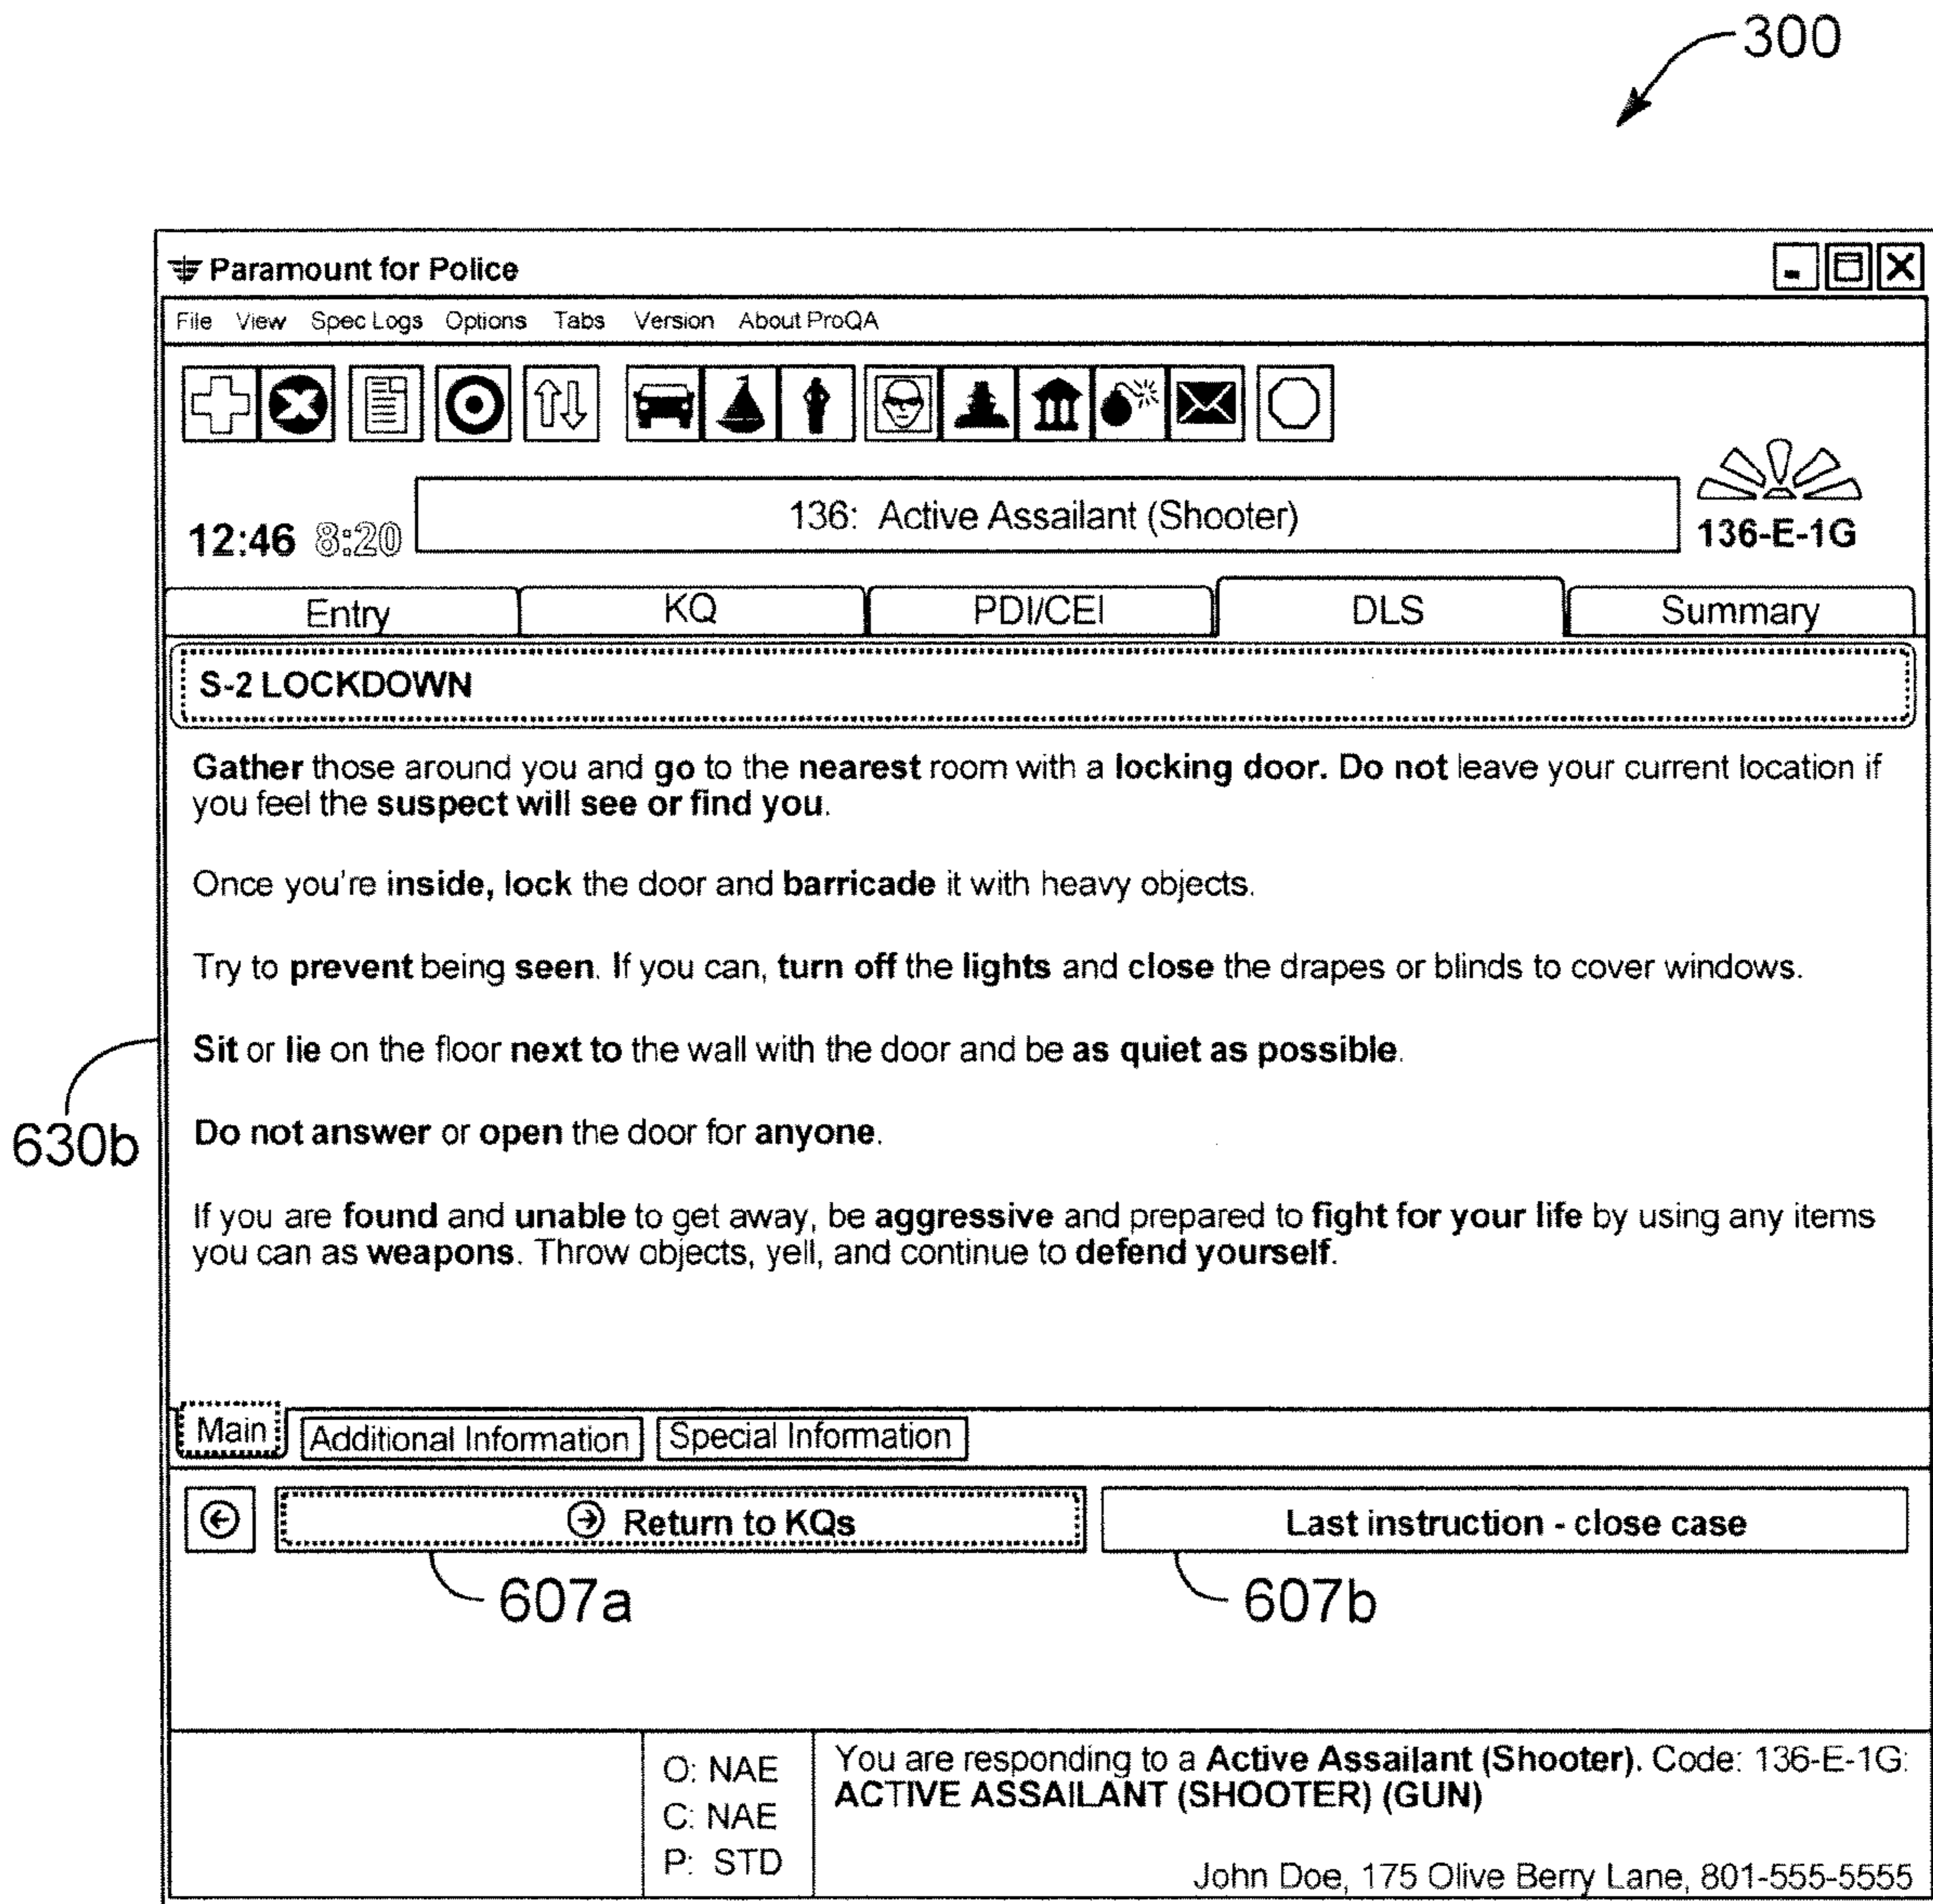 300
Paramount for Police
File View Spec Logs Options Tabs Version About ProQA
136: Active Assailant (Shooter)
12:46 8:20
136-E-1G
Entry KQ PDI/CEI DLS Summary
S-2 LOCKDOWN
Gather those around you and go to the nearest room with a locking door. Do not leave your current location if
you feel the suspect will see or find you.
Once you're inside, lock the door and barricade it with heavy objects.
Try to prevent being seen. If you can, turn off the lights and close the drapes or blinds to cover windows.
Sit or lie on the floor next to the wall with the door and be as quiet as possible.
630b
Do not answer or open the door for anyone.
If you are found and unable to get away, be aggressive and prepared to fight for your life by using any items
you can as weapons. Throw objects, yell, and continue to defend yourself.
Main Additional Information Special Information
Return to KQs Last instruction - close case
607a 607b
O: NAE
C: NAE
P: STD
You are responding to a Active Assailant (Shooter). Code: 136-E-1G:
ACTIVE ASSAILANT (SHOOTER) (GUN)
John Doe, 175 Olive Berry Lane, 801-555-5555